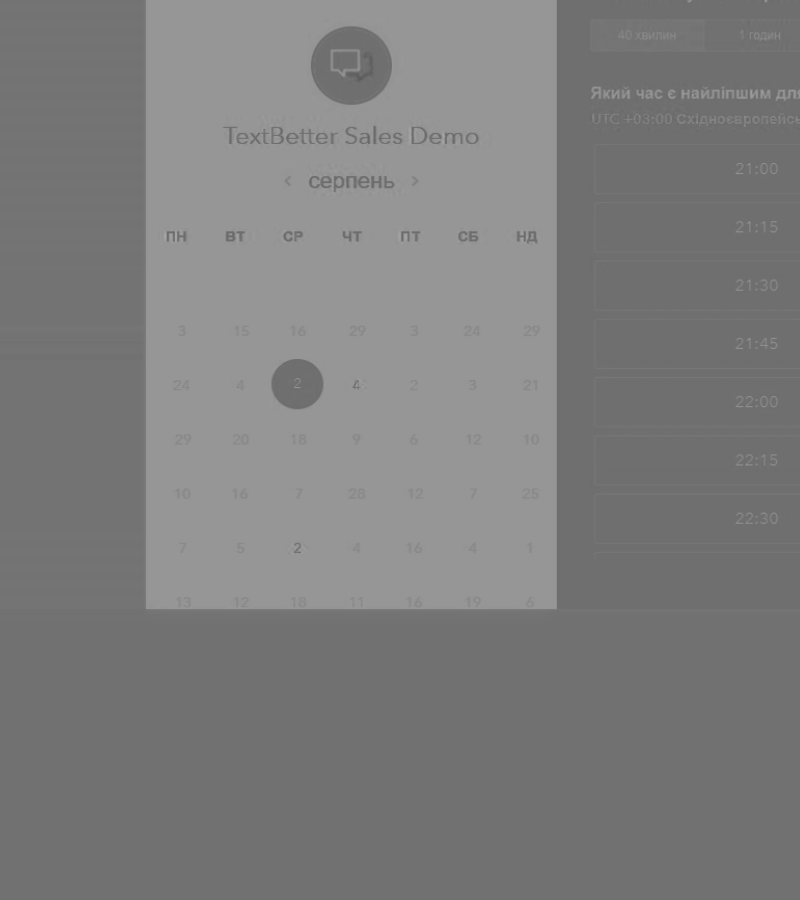 TextBetter Sales Demo
‹ серпень ›
ПН ВТ СР ЧТ ПТ СБ НД
3 15 16 29 3 24 29
24 4 2 4 2 3 21
29 20 18 9 6 12 10
10 16 7 28 12 7 25
7 5 2 4 16 4 1
13 12 18 11 16 19 6
40 хвилин 1 годин
Який час є найліпшим дл
UTC +03:00 Східноєвропейсь
21:00
21:15
21:30
21:45
22:00
22:15
22:30